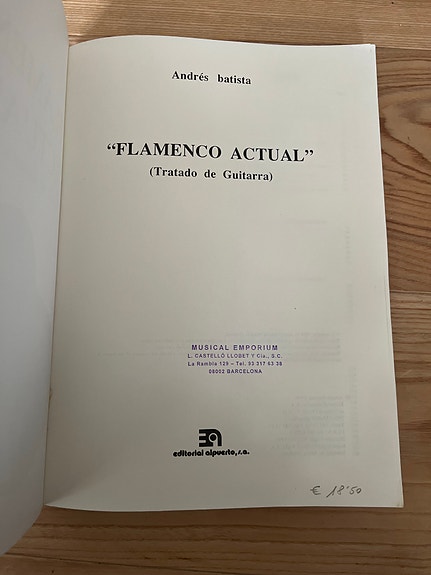 Andrés batista
“FLAMENCO ACTUAL”
(Tratado de Guitarra)
MUSICAL EMPORIUM
L. CASTELLÓ LLOBET Y Cía., S.C.
La Rambla 129 – Tel. 93 317 63 38
08002 BARCELONA
editorial alpuerto, s.a.
€ 18'50